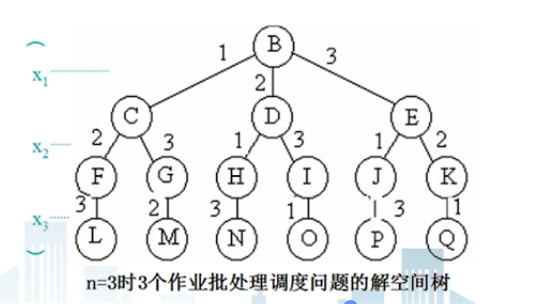 B
1 2 3
x₁
C D E
2 3 1 3 1 2
x₂
F G H I J K
3 2 3 1 3 1
x₃
L M N O P Q
n=3时3个作业批处理调度问题的解空间树